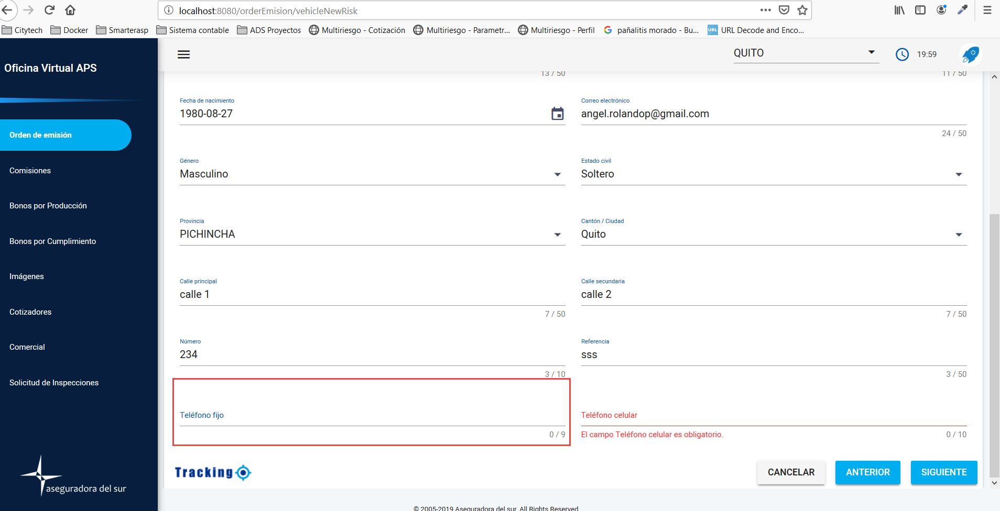 localhost:8080/orderEmision/vehicleNewRisk
Citytech Docker Smarterasp Sistema contable ADS Proyectos Multiriesgo - Cotización Multiriesgo - Parametr... Multiriesgo - Perfil pañalitis morado - Bu... URL URL Decode and Enco...
Oficina Virtual APS
QUITO 19:59
Orden de emisión
Comisiones
Bonos por Producción
Bonos por Cumplimiento
Imágenes
Cotizadores
Comercial
Solicitud de Inspecciones
aseguradora del sur
13 / 50 11 / 50
Fecha de nacimiento Correo electrónico
1980-08-27 angel.rolandop@gmail.com
24 / 50
Género Estado civil
Masculino Soltero
Provincia Cantón / Ciudad
PICHINCHA Quito
Calle principal Calle secundaria
calle 1 calle 2
7 / 50 7 / 50
Número Referencia
234 sss
3 / 10 3 / 50
Teléfono fijo Teléfono celular
0 / 9 El campo Teléfono celular es obligatorio. 0 / 10
Tracking CANCELAR ANTERIOR SIGUIENTE
© 2005-2019 Aseguradora del sur. All Rights Reserved